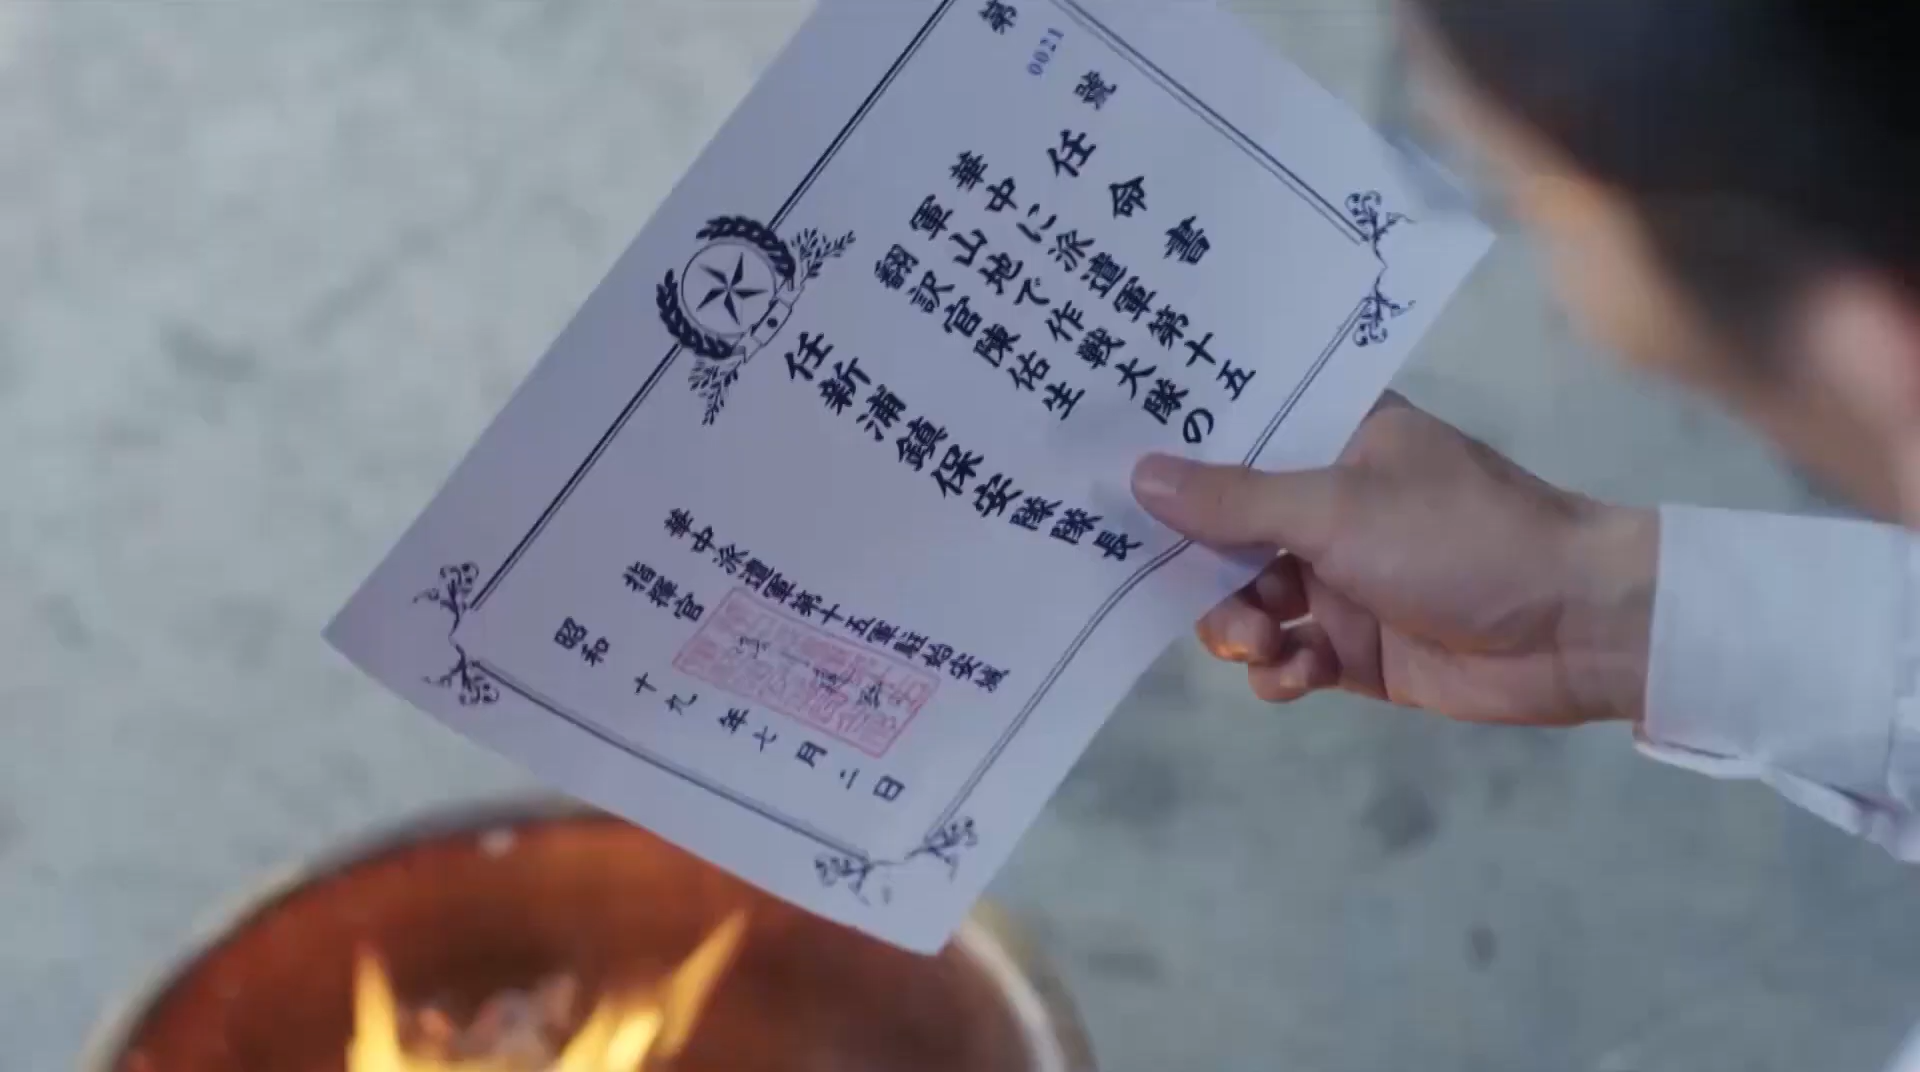 第 0021 號
任命書
華中に派遣軍第十五
軍山地で作戦大隊の
翻訳官陳佑生
任新浦鎮保安隊隊長
華中派遣軍第十五軍駐始安城
指揮官
昭和 十九年七月二日